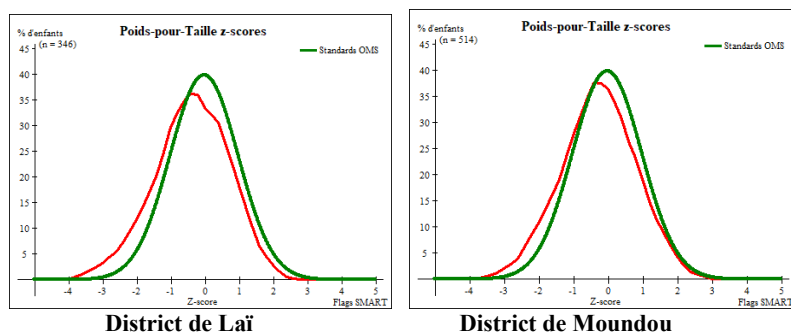 % d'enfants
(n = 346)
Poids-pour-Taille z-scores
Standards OMS
45
40
35
30
25
20
15
10
5
-4 -3 -2 -1 0 1 2 3 4 5
Z-score
Flags SMART
District de Laï
% d'enfants
(n = 514)
Poids-pour-Taille z-scores
Standards OMS
45
40
35
30
25
20
15
10
5
-4 -3 -2 -1 0 1 2 3 4 5
Z-score
Flags SMART
District de Moundou